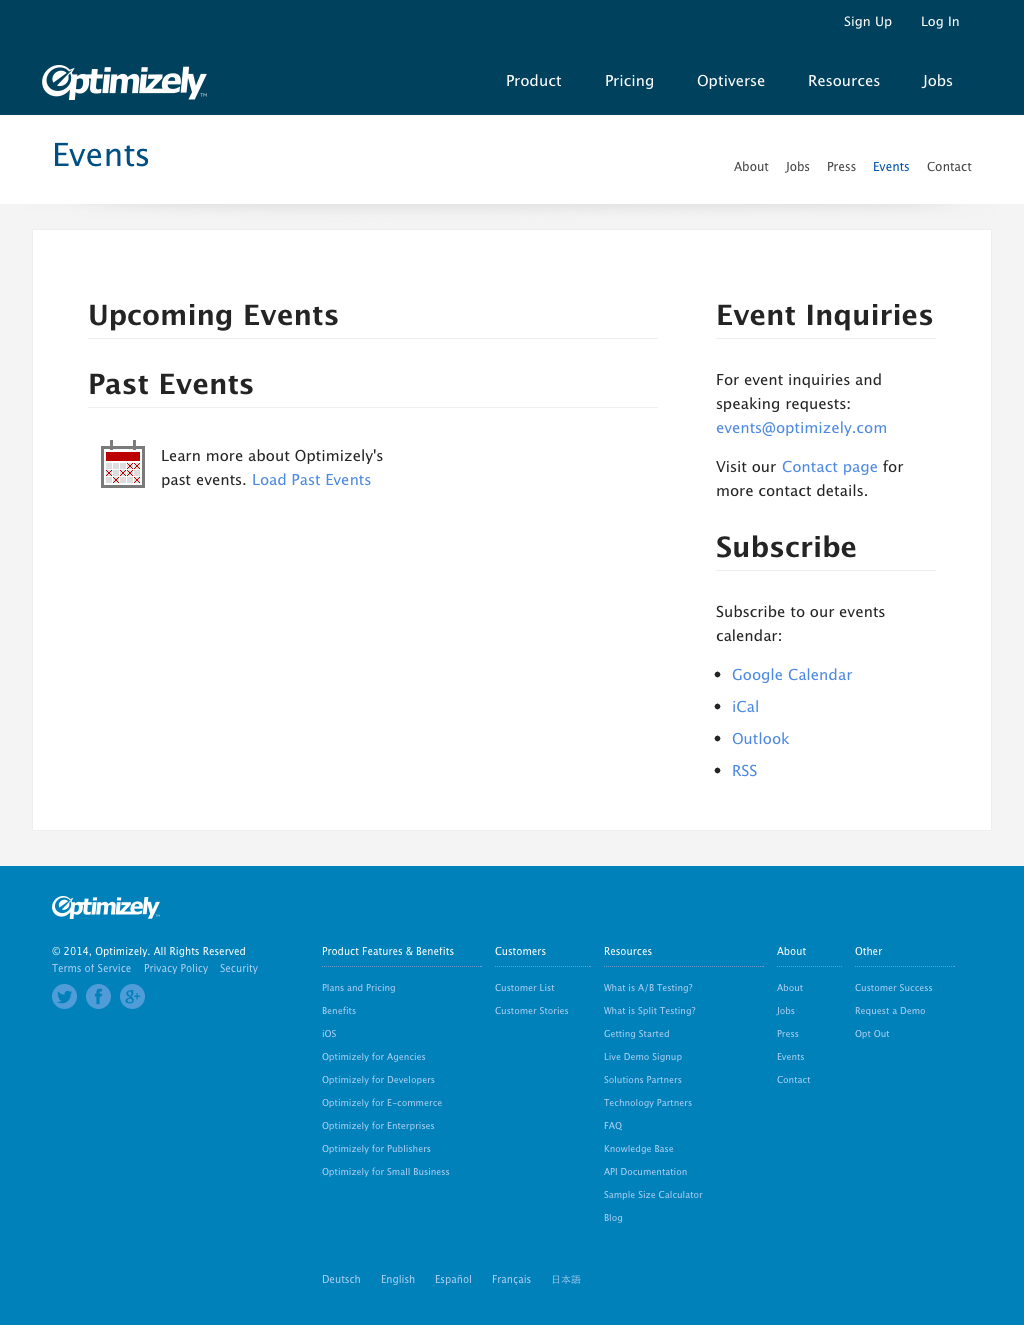 Sign Up Log In
Optimizely™
Product Pricing Optiverse Resources Jobs
Events
About Jobs Press Events Contact
Upcoming Events
Past Events
Learn more about Optimizely's
past events. Load Past Events
Event Inquiries
For event inquiries and
speaking requests:
events@optimizely.com
Visit our Contact page for
more contact details.
Subscribe
Subscribe to our events
calendar:
Google Calendar
iCal
Outlook
RSS
Optimizely
© 2014, Optimizely. All Rights Reserved
Terms of Service Privacy Policy Security
Product Features & Benefits
Plans and Pricing
Benefits
iOS
Optimizely for Agencies
Optimizely for Developers
Optimizely for E-commerce
Optimizely for Enterprises
Optimizely for Publishers
Optimizely for Small Business
Customers
Customer List
Customer Stories
Resources
What is A/B Testing?
What is Split Testing?
Getting Started
Live Demo Signup
Solutions Partners
Technology Partners
FAQ
Knowledge Base
API Documentation
Sample Size Calculator
Blog
About
About
Jobs
Press
Events
Contact
Other
Customer Success
Request a Demo
Opt Out
Deutsch English Español Français 日本語